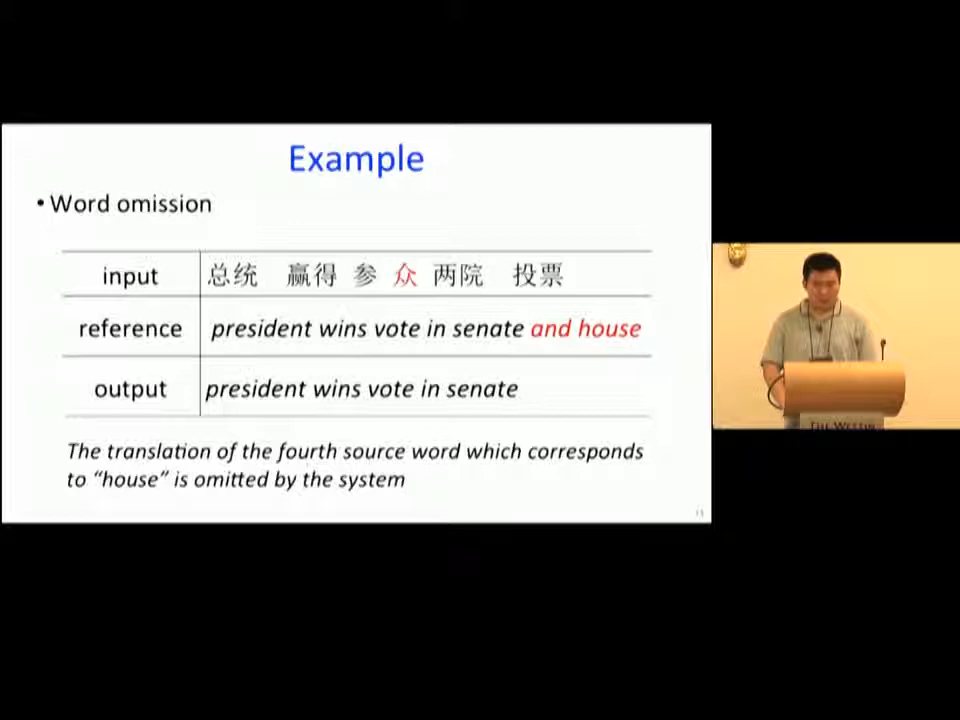 Example
• Word omission
input 总统 赢得 参 众 两院 投票
reference president wins vote in senate and house
output president wins vote in senate
The translation of the fourth source word which corresponds
to "house" is omitted by the system
THE WESTIN